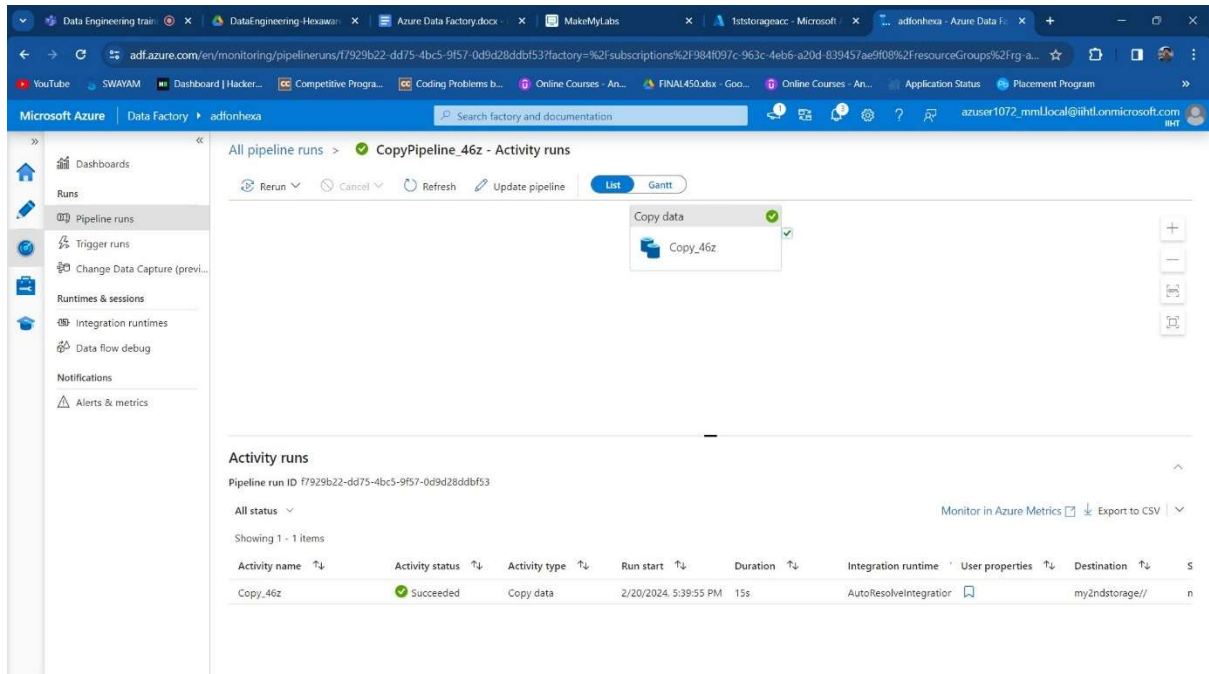 Data Engineering train
DataEngineering-Hexawar
Azure Data Factory.docx -
MakeMyLabs
1ststorageacc - Microsoft
adfonhexa - Azure Data Fa
adf.azure.com/en/monitoring/pipelineruns/f7929b22-dd75-4bc5-9f57-0d9d28ddbf53?factory=%2Fsubscriptions%2F984f097c-963c-4eb6-a20d-839457ae9f08%2FresourceGroups%2Frg-a...
YouTube
SWAYAM
Dashboard | Hacker...
Competitive Progra...
Coding Problems b...
Online Courses - An...
FINAL450.xlsx - Goo...
Online Courses - An...
Application Status
Placement Program
»
Microsoft Azure | Data Factory ▸ adfonhexa
Search factory and documentation
azuser1072_mml.local@iihtl.onmicrosoft.com
IIHT
Dashboards
Runs
Pipeline runs
Trigger runs
Change Data Capture (previ...
Runtimes & sessions
Integration runtimes
Data flow debug
Notifications
Alerts & metrics
All pipeline runs > CopyPipeline_46z - Activity runs
Rerun Cancel Refresh Update pipeline List Gantt
Copy data
Copy_46z
Activity runs
Pipeline run ID f7929b22-dd75-4bc5-9f57-0d9d28ddbf53
All status
Monitor in Azure Metrics Export to CSV
Showing 1 - 1 items
Activity name Activity status Activity type Run start Duration Integration runtime User properties Destination S
Copy_46z Succeeded Copy data 2/20/2024, 5:39:55 PM 15s AutoResolveIntegration my2ndstorage//